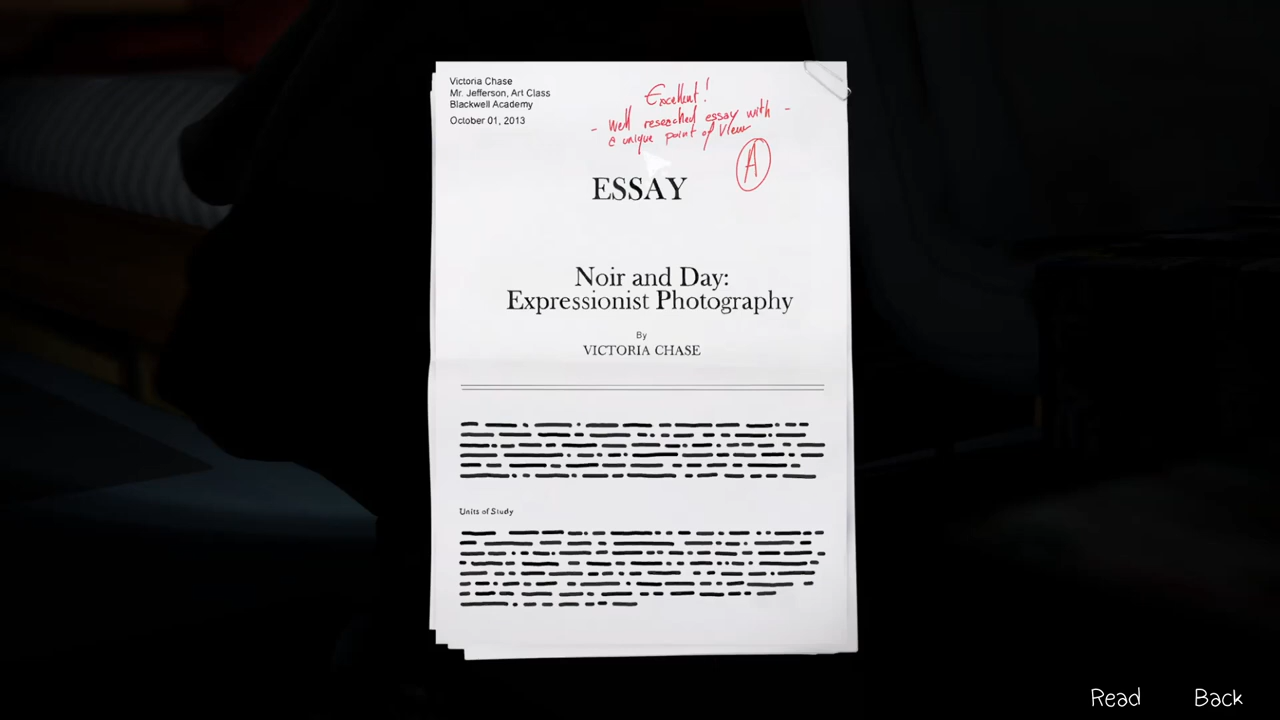 Victoria Chase
Mr. Jefferson, Art Class
Blackwell Academy
October 01, 2013
Excellent!
- Well reseached essay with -
a unique point of View
A
ESSAY
Noir and Day:
Expressionist Photography
By
VICTORIA CHASE
Units of Study
Read Back